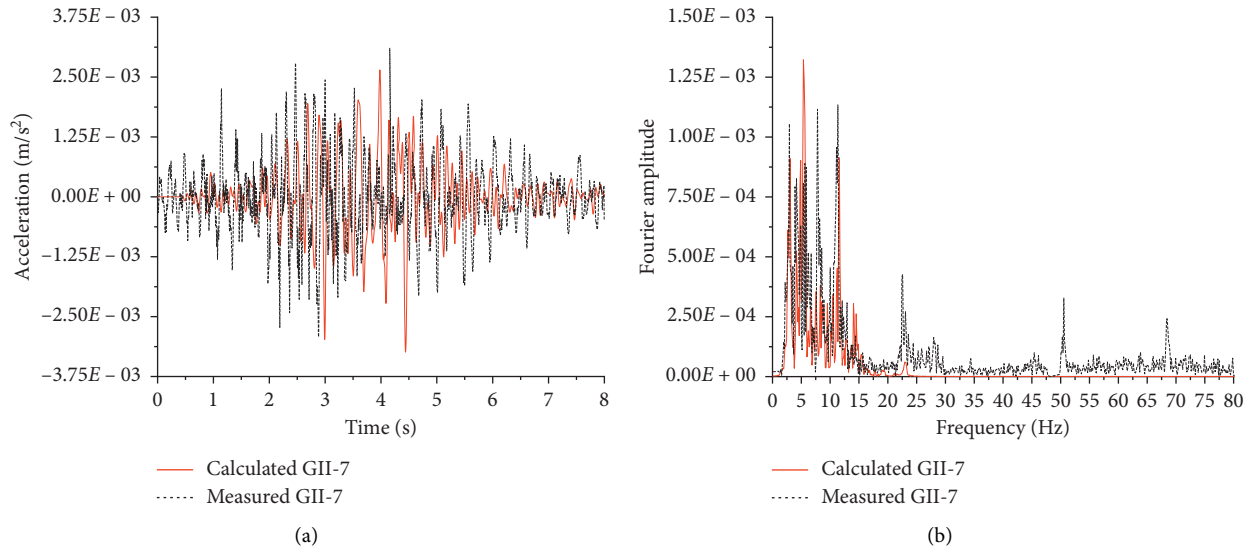 3.75E – 03
2.50E – 03
1.25E – 03
0.00E + 00
–1.25E – 03
–2.50E – 03
–3.75E – 03
Acceleration (m/s²)
0 1 2 3 4 5 6 7 8
Time (s)
Calculated GII-7
Measured GII-7
(a)
1.50E – 03
1.25E – 03
1.00E – 03
7.50E – 04
5.00E – 04
2.50E – 04
0.00E + 00
Fourier amplitude
0 5 10 15 20 25 30 35 40 45 50 55 60 65 70 75 80
Frequency (Hz)
Calculated GII-7
Measured GII-7
(b)